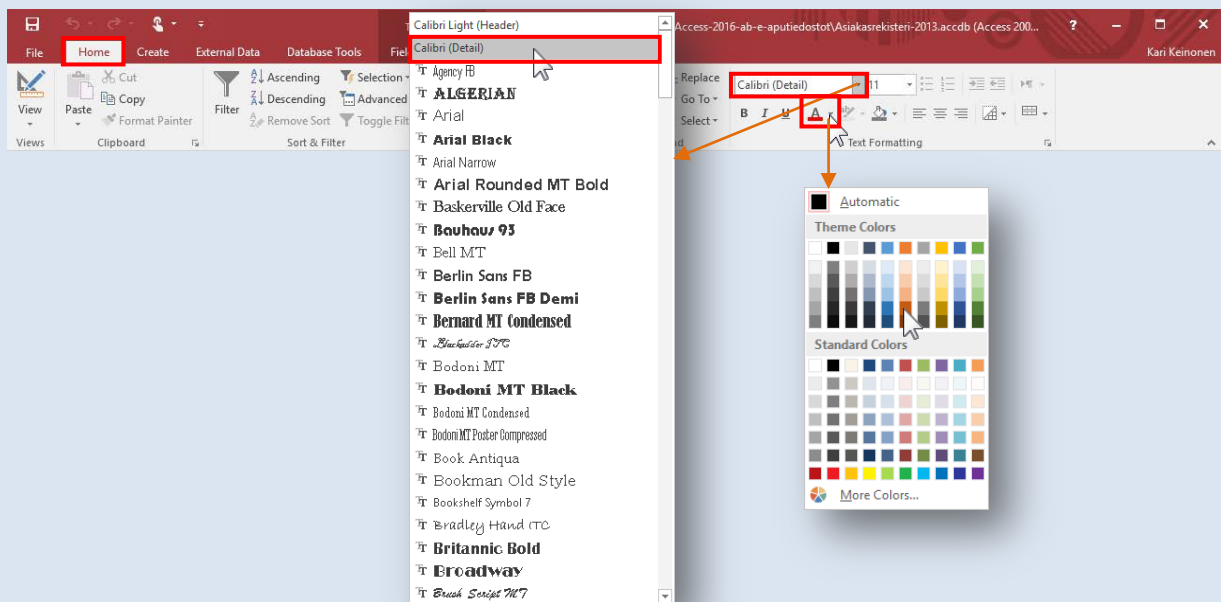 Access-2016-ab-e-aputiedostot\Asiakasrekisteri-2013.accdb (Access 200...
?
File
Home
Create
External Data
Database Tools
Kari Keinonen
View
Views
Paste
Cut
Copy
Format Painter
Clipboard
Filter
Ascending
Descending
Remove Sort
Selection
Advanced
Sort & Filter
Replace
Go To
Select
Calibri (Detail)
11
B I U A
Text Formatting
Calibri Light (Header)
Calibri (Detail)
Agency FB
ALGERIAN
Arial
Arial Black
Arial Narrow
Arial Rounded MT Bold
Baskerville Old Face
Bauhaus 93
Bell MT
Berlin Sans FB
Berlin Sans FB Demi
Bernard MT Condensed
Blackadder ITC
Bodoni MT
Bodoni MT Black
Bodoni MT Condensed
Bodoni MT Poster Compressed
Book Antiqua
Bookman Old Style
Bookshelf Symbol 7
Bradley Hand ITC
Britannic Bold
Broadway
Brush Script MT
Automatic
Theme Colors
Standard Colors
More Colors...